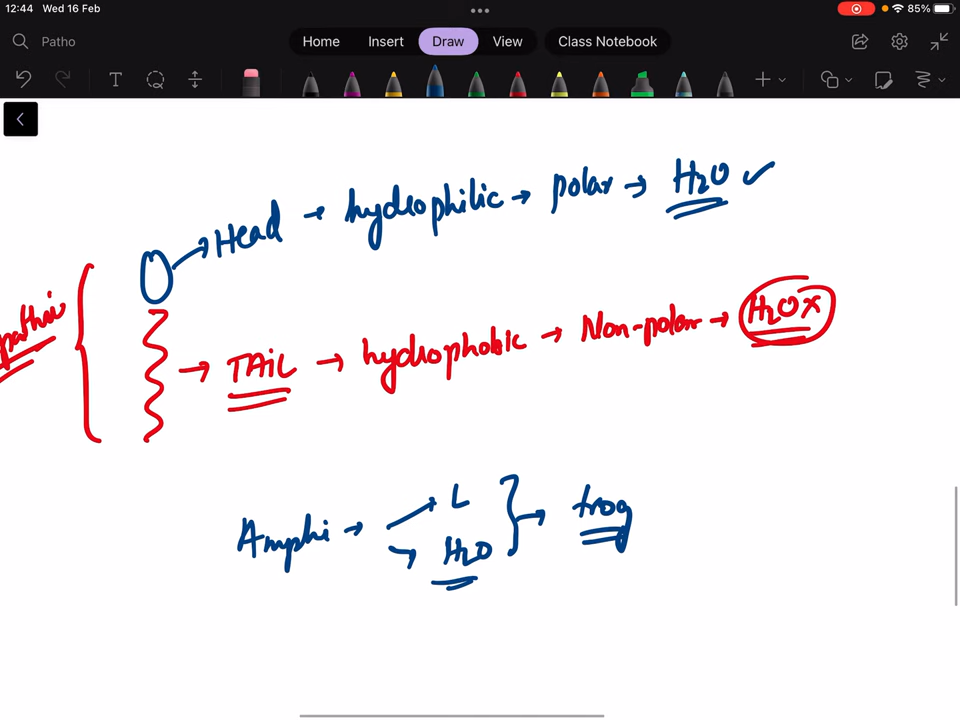 12:44 Wed 16 Feb
85%
Patho
Home Insert Draw View Class Notebook
T
Head → hydrophilic → polar → H2O ✓
pathic
→ TAiL → hydrophobic → Non-polar → H2O x
Amphi → L
→ H2O
→ frog